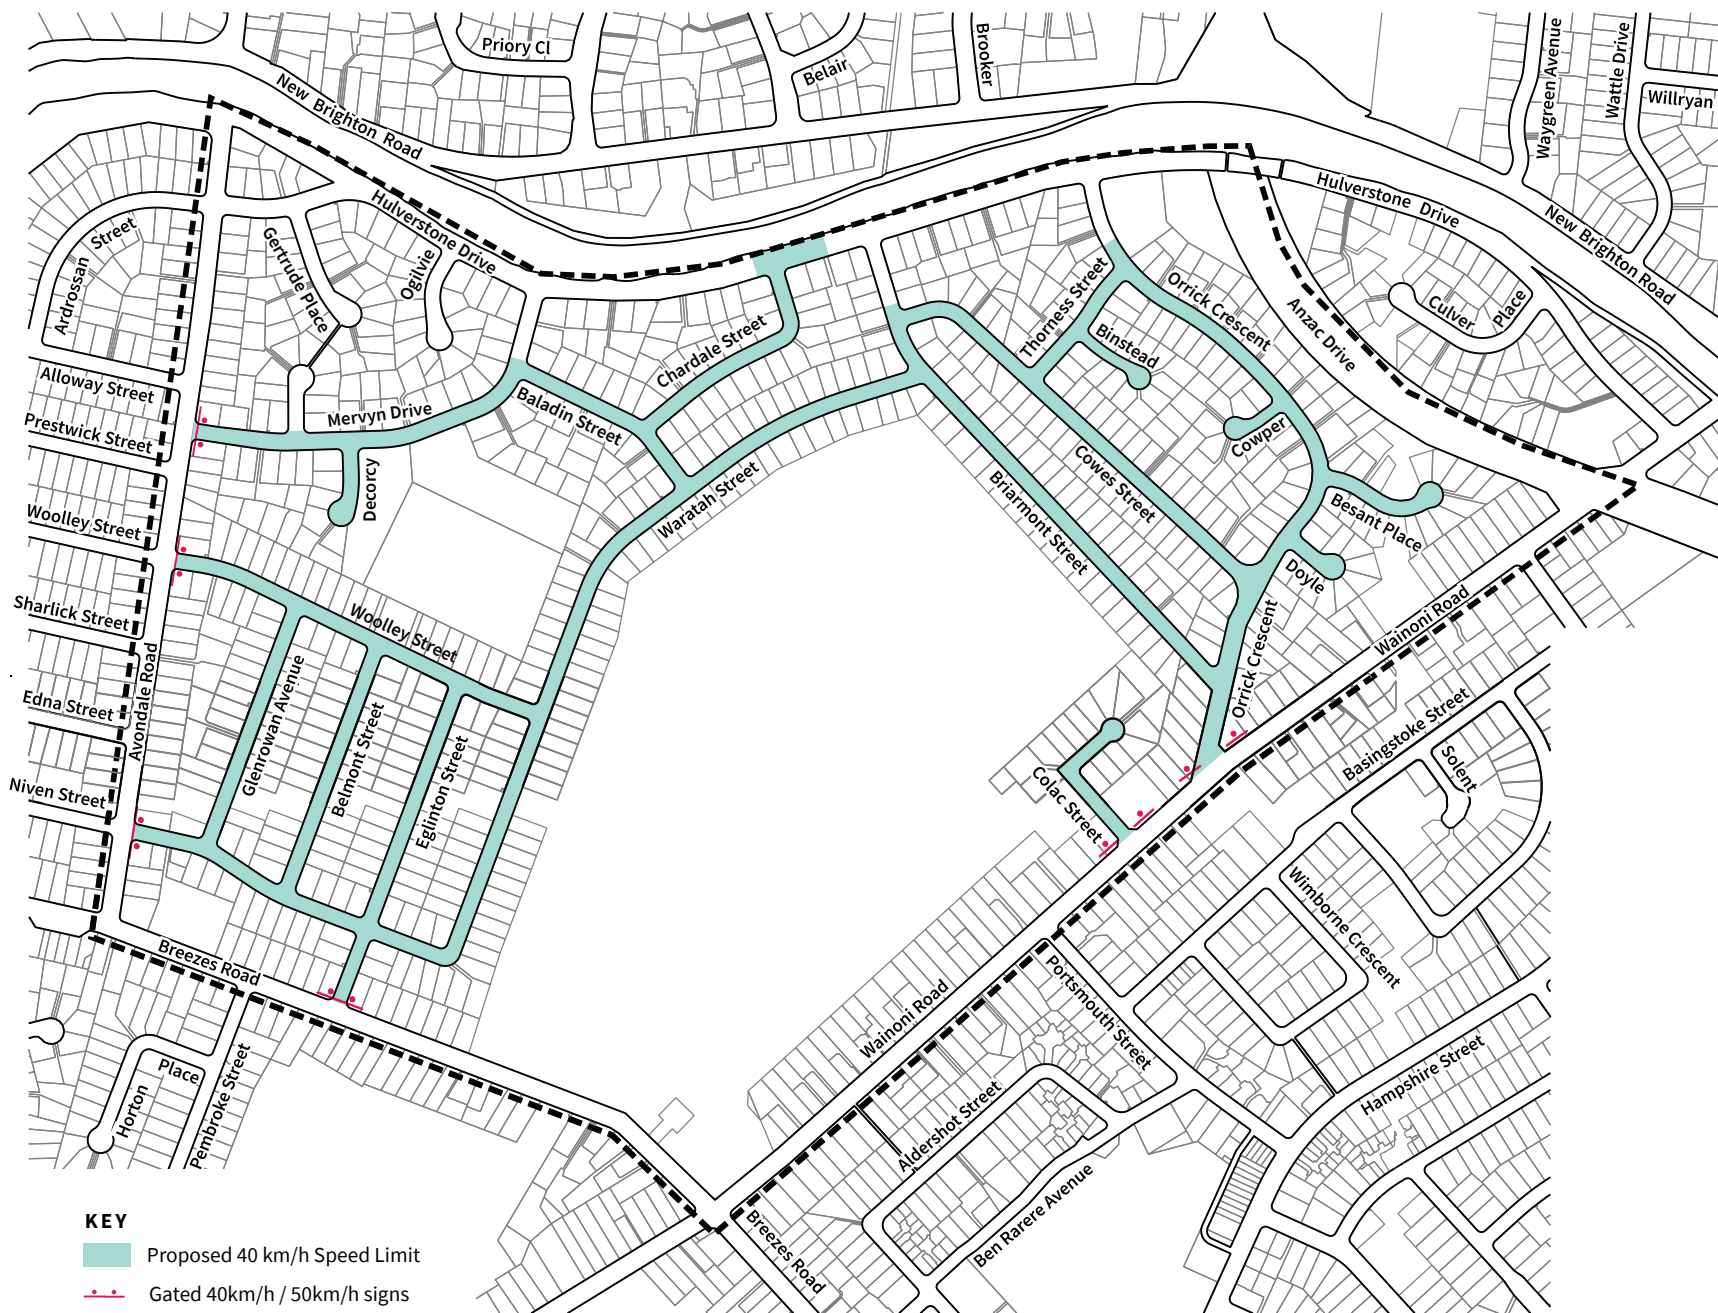 Priory Cl
Belair
Brooker
Waygreen Avenue
Wattle Drive
Willryan
New Brighton Road
Hulverstone Drive
Hulverstone Drive
New Brighton Road
Ardrossan Street
Gertrude Place
Ogilvie
Thorness Street
Orrick Crescent
Anzac Drive
Culver Place
Binstead
Chardale Street
Alloway Street
Mervyn Drive
Baladin Street
Prestwick Street
Cowper
Decorcy
Waratah Street
Cowes Street
Briarmont Street
Besant Place
Woolley Street
Doyle
Sharlick Street
Woolley Street
Wainoni Road
Orrick Crescent
Avondale Road
Glenrowan Avenue
Belmont Street
Eglinton Street
Edna Street
Basingstoke Street
Solent
Niven Street
Colac Street
Wimborne Crescent
Breezes Road
Portsmouth Street
Wainoni Road
Hampshire Street
Place
Horton
Pembroke Street
Aldershot Street
Ben Rarere Avenue
Breezes Road
KEY
Proposed 40 km/h Speed Limit
Gated 40km/h / 50km/h signs